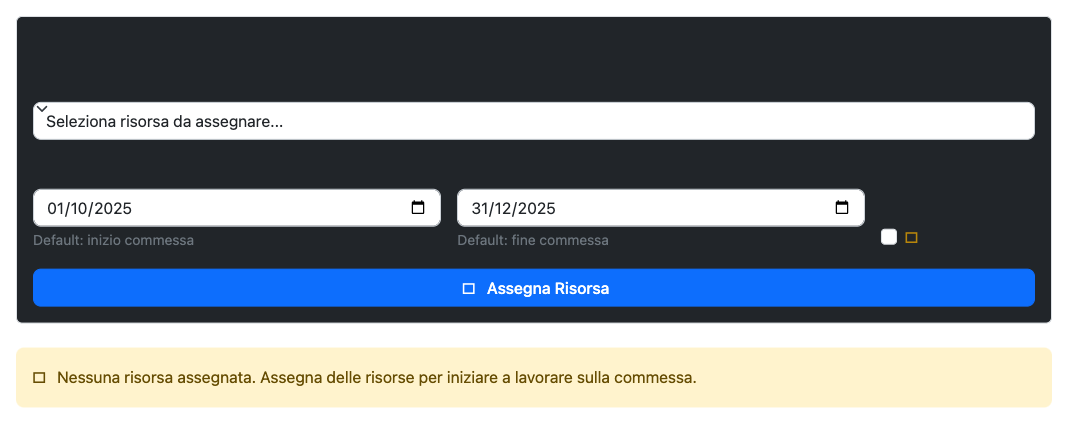 Seleziona risorsa da assegnare...
01/10/2025
31/12/2025
Default: inizio commessa
Default: fine commessa
Assegna Risorsa
Nessuna risorsa assegnata. Assegna delle risorse per iniziare a lavorare sulla commessa.